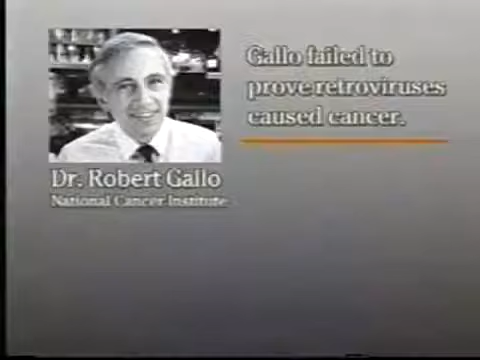 Gallo failed to
prove retroviruses
caused cancer.
Dr. Robert Gallo
National Cancer Institute